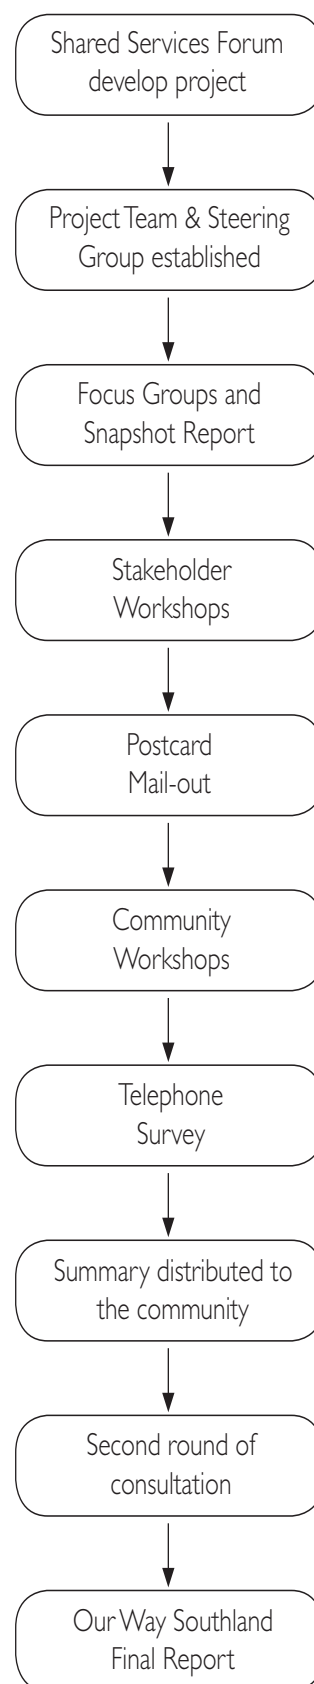 Shared Services Forum
develop project
Project Team & Steering
Group established
Focus Groups and
Snapshot Report
Stakeholder
Workshops
Postcard
Mail-out
Community
Workshops
Telephone
Survey
Summary distributed to
the community
Second round of
consultation
Our Way Southland
Final Report